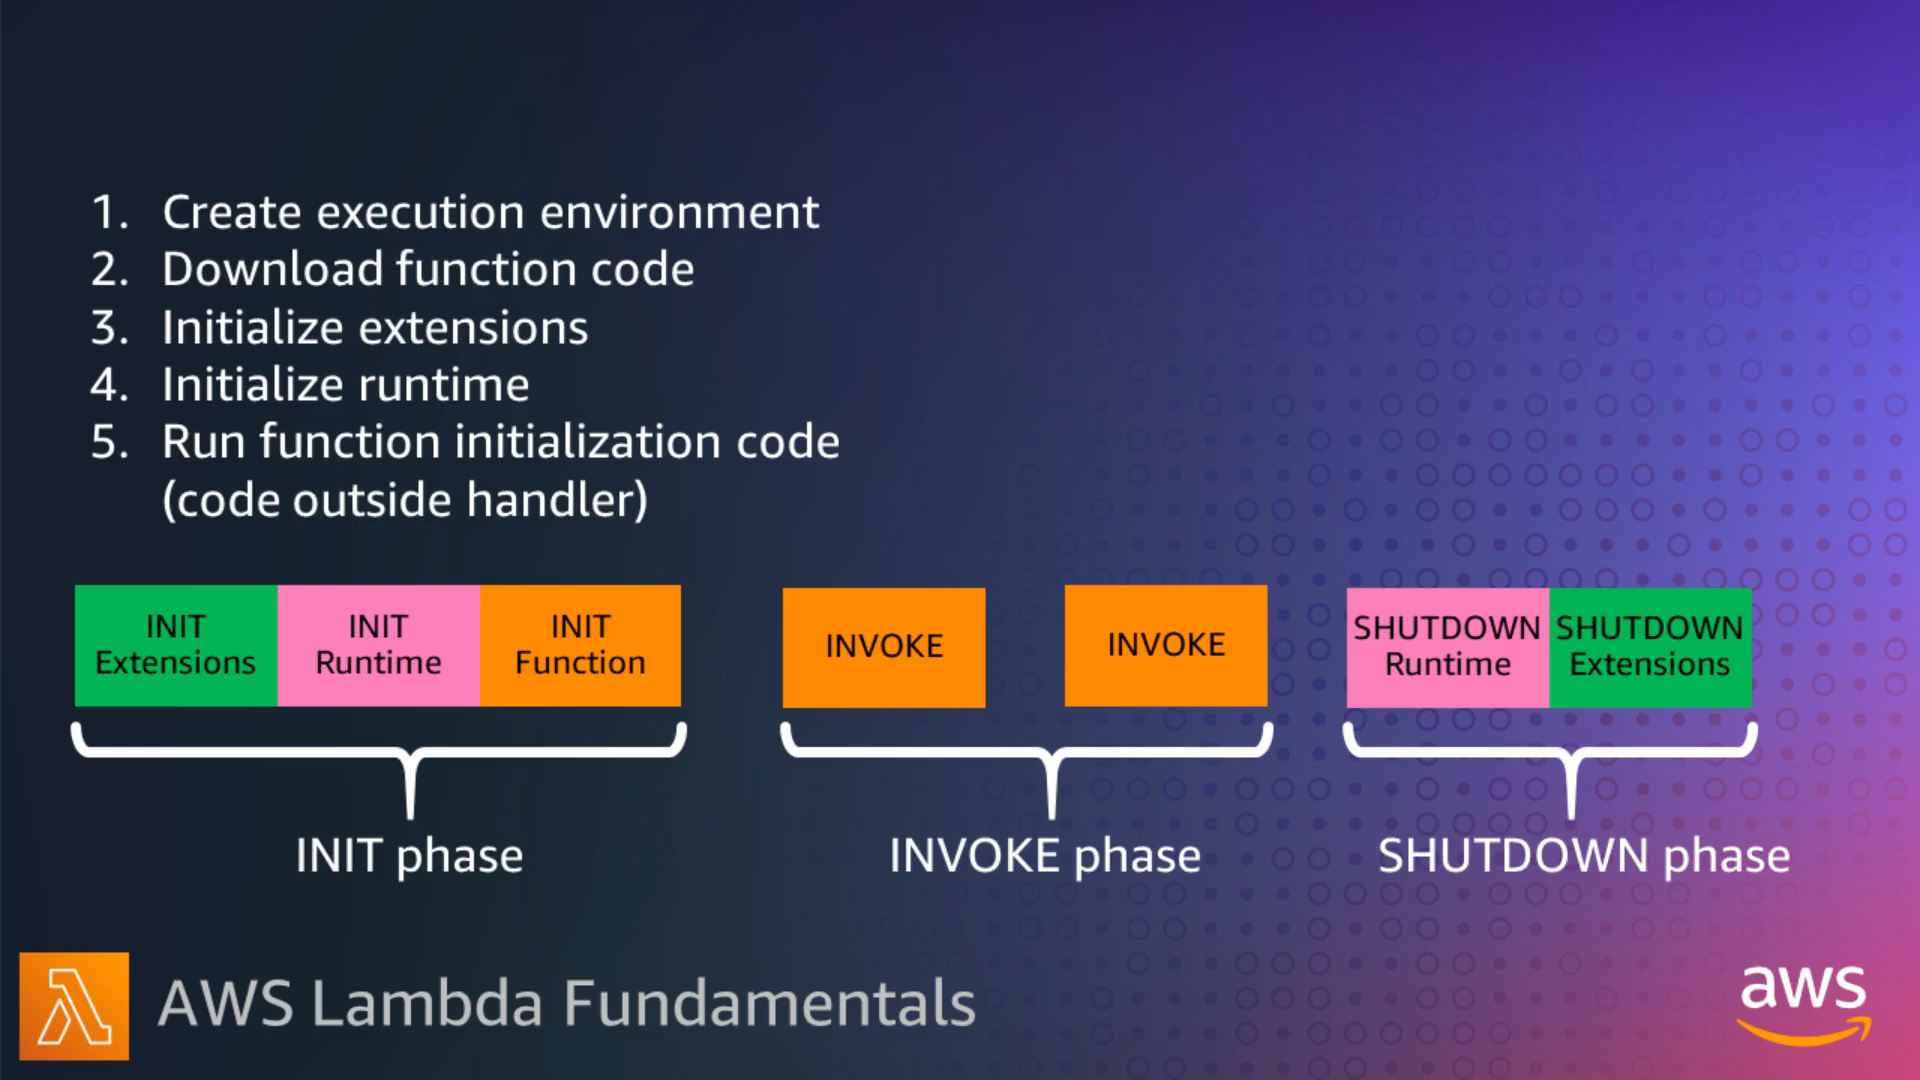 1. Create execution environment
2. Download function code
3. Initialize extensions
4. Initialize runtime
5. Run function initialization code
(code outside handler)
INIT
Extensions
INIT
Runtime
INIT
Function
INVOKE
INVOKE
SHUTDOWN
Runtime
SHUTDOWN
Extensions
INIT phase
INVOKE phase
SHUTDOWN phase
AWS Lambda Fundamentals
aws